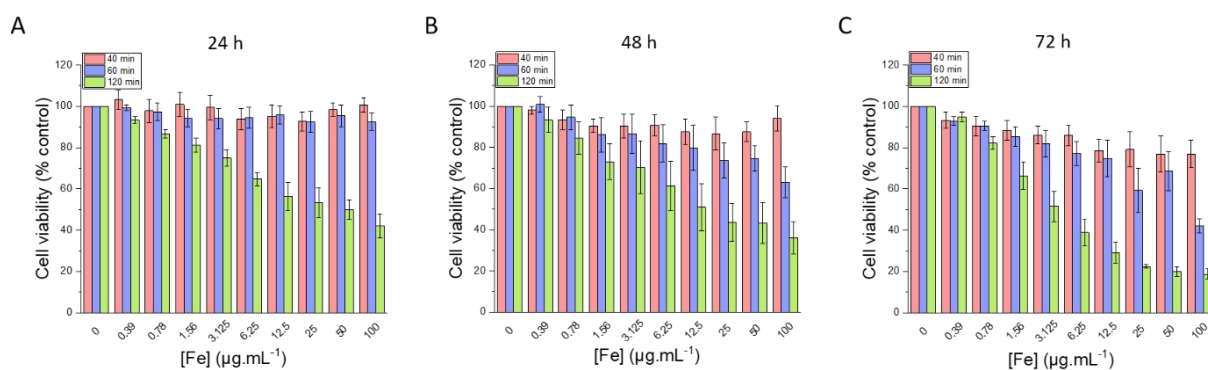 A
24 h
40 min
60 min
120 min
120
100
80
60
40
20
0
Cell viability (% control)
0 0.39 0.78 1.56 3.125 6.25 12.5 25 50 100
[Fe] (µg.mL⁻¹)
B
48 h
40 min
60 min
120 min
120
100
80
60
40
20
0
Cell viability (% control)
0 0.39 0.78 1.56 3.125 6.25 12.5 25 50 100
[Fe] (µg.mL⁻¹)
C
72 h
40 min
60 min
120 min
120
100
80
60
40
20
0
Cell viability (% control)
0 0.39 0.78 1.56 3.125 6.25 12.5 25 50 100
[Fe] (µg.mL⁻¹)